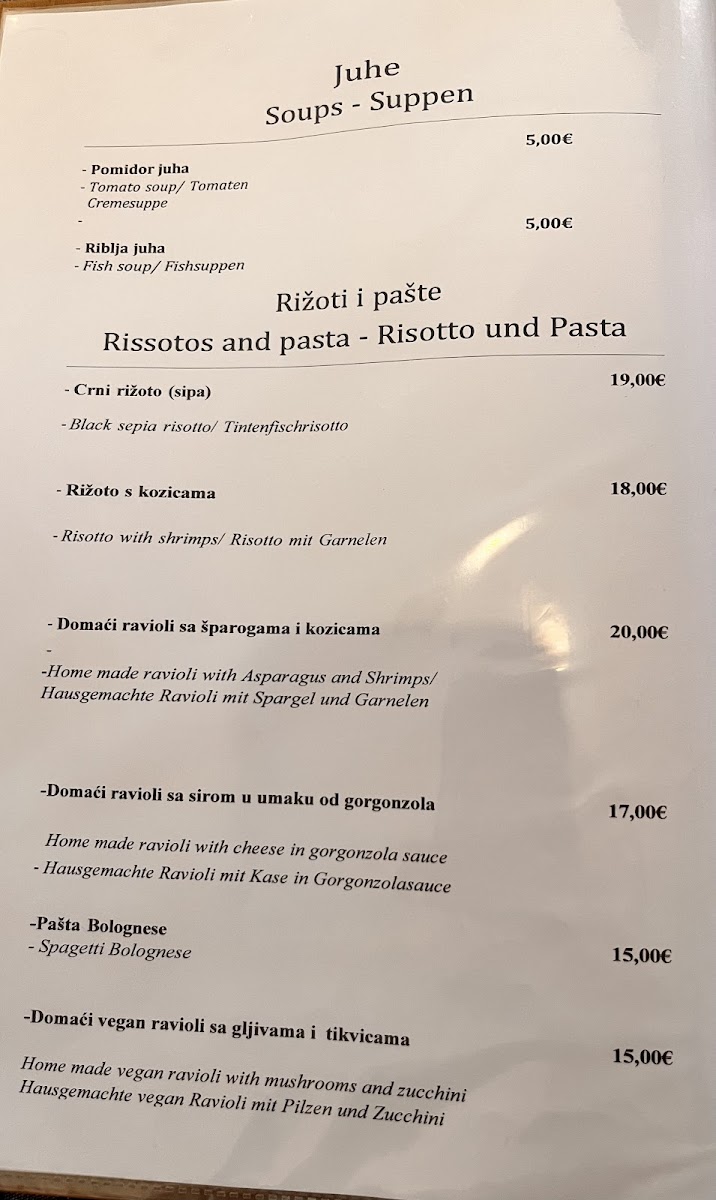 Juhe
Soups - Suppen
5,00€
- Pomidor juha
- Tomato soup/ Tomaten
Cremesuppe
-
5,00€
- Riblja juha
- Fish soup/ Fishsuppen
Rižoti i pašte
Rissotos and pasta - Risotto und Pasta
- Crni rižoto (sipa) 19,00€
- Black sepia risotto/ Tintenfischrisotto
- Rižoto s kozicama 18,00€
- Risotto with shrimps/ Risotto mit Garnelen
- Domaći ravioli sa šparogama i kozicama 20,00€
-
-Home made ravioli with Asparagus and Shrimps/
Hausgemachte Ravioli mit Spargel und Garnelen
-Domaći ravioli sa sirom u umaku od gorgonzola 17,00€
Home made ravioli with cheese in gorgonzola sauce
- Hausgemachte Ravioli mit Kase in Gorgonzolasauce
-Pašta Bolognese
- Spagetti Bolognese 15,00€
-Domaći vegan ravioli sa gljivama i tikvicama 15,00€
Home made vegan ravioli with mushrooms and zucchini
Hausgemachte vegan Ravioli mit Pilzen und Zucchini